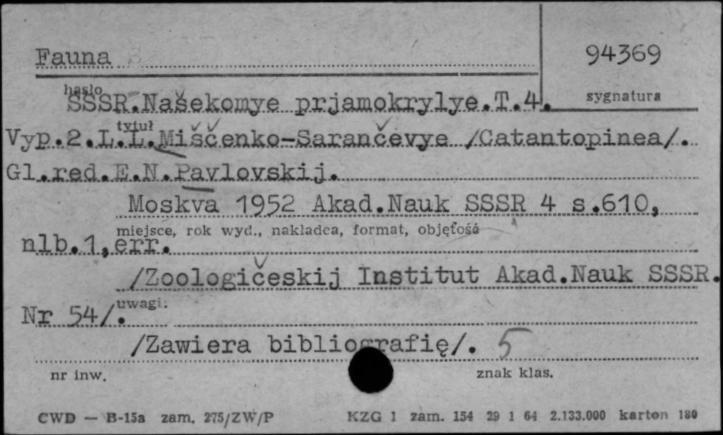 Fauna
94369
hasło
SSSR.Našekomye prjamokrylye.T.4.
sygnatura
tytuł
Vyp.2.L.L.Miščenko-Sarančevye /Catantopinea/.
Gl.red.E.N.Pavlovskij.
Moskva 1952 Akad.Nauk SSSR 4 s.610,
miejsce, rok wyd., nakładca, format, objętość
nlb.1,err.
/Zoologičeskij Institut Akad.Nauk SSSR.
uwagi:
Nr 54/.
/Zawiera bibliografię/. 5
nr inw.
znak klas.
CWD — B-15a zam. 275/ZW/P
KZG 1 zam. 154 29 1 64 2.133.000 karton 180